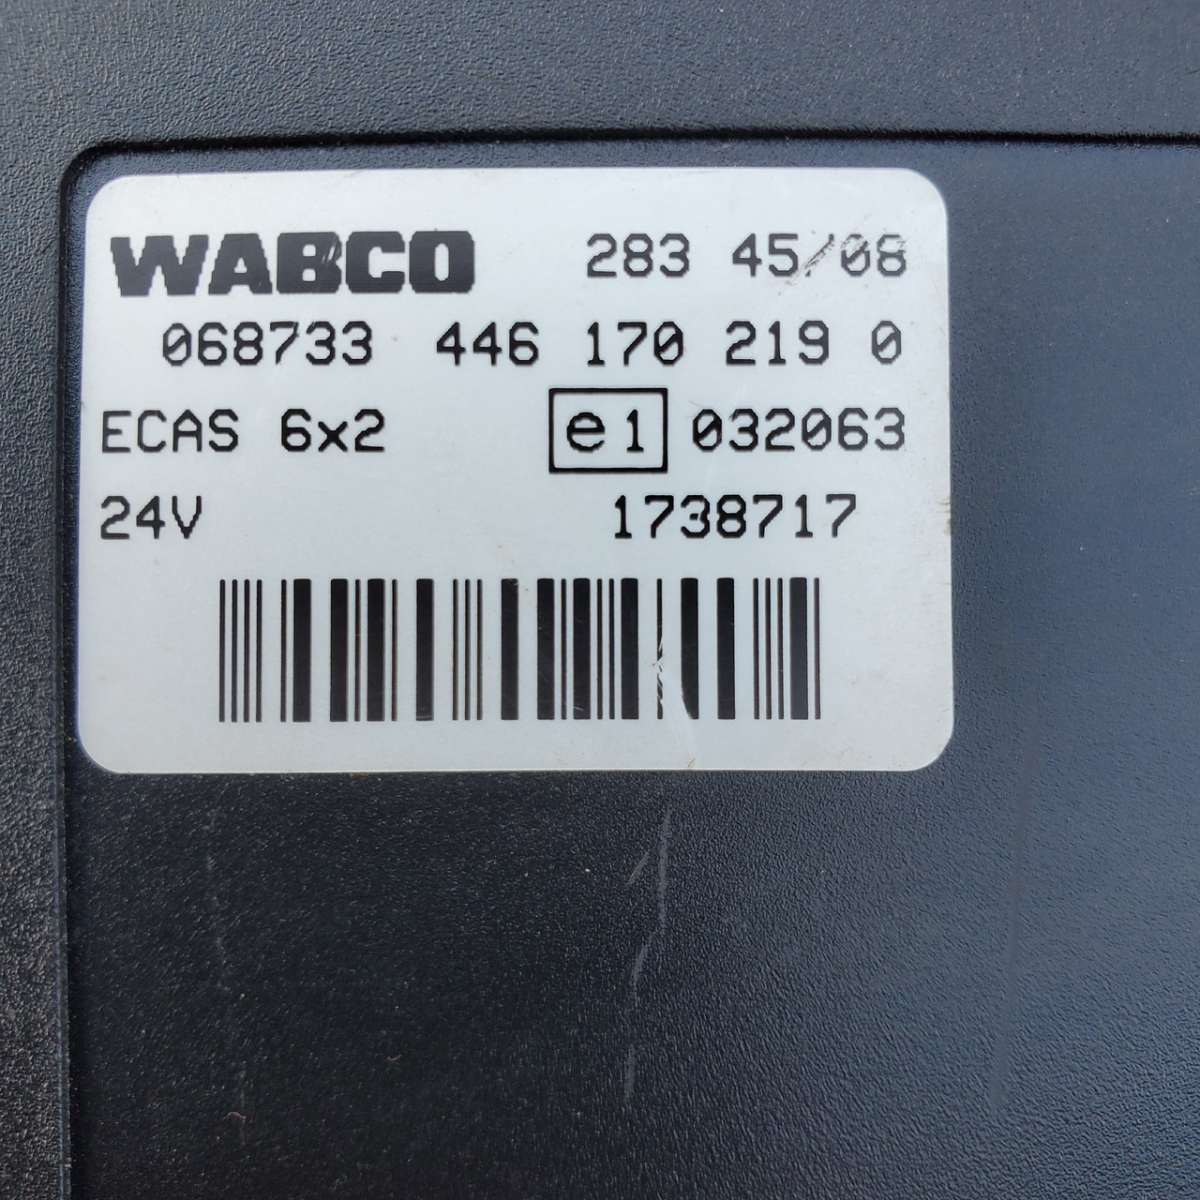 WABCO 283 45/08
068733 446 170 219 0
ECAS 6x2 e1 032063
24V 1738717